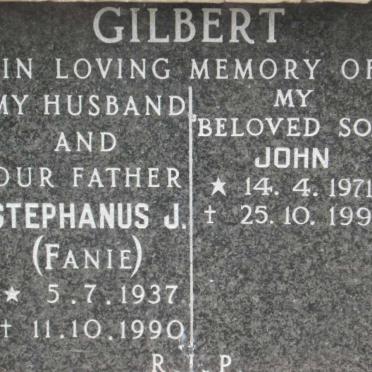 GILBERT
IN LOVING MEMORY OF
MY HUSBAND
AND
OUR FATHER
STEPHANUS J.
(FANIE)
★ 5.7.1937
† 11.10.1990
MY
BELOVED SO
JOHN
★ 14.4.1971
† 25.10.199
R.I.P.